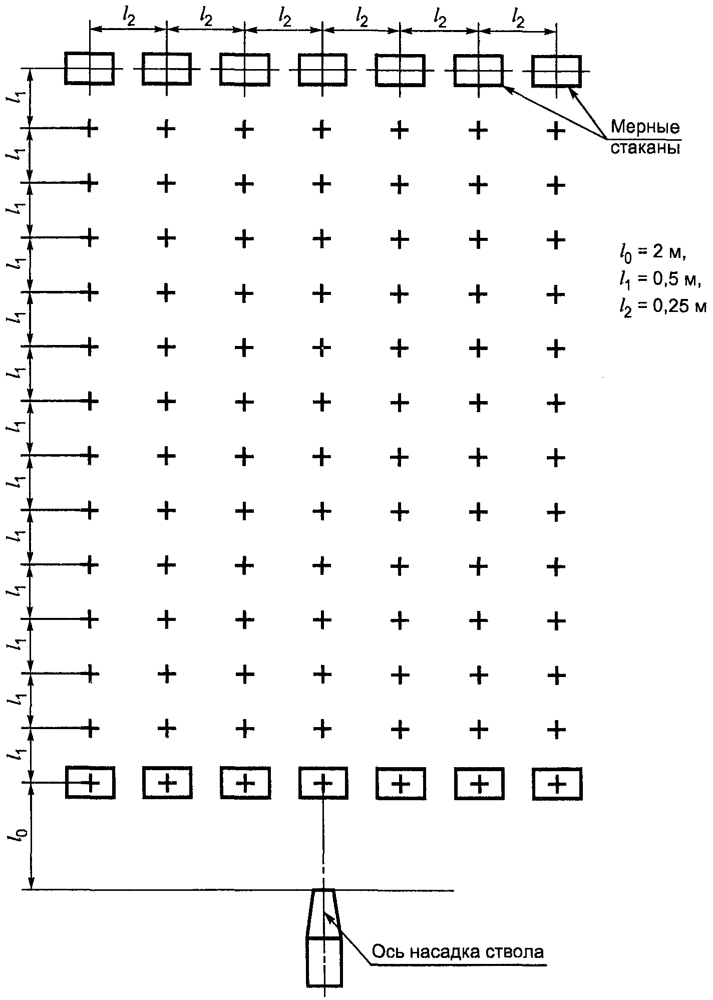 l2 l2 l2 l2 l2 l2
l1
Мерные
стаканы
l1
l1
l0 = 2 м,
l1
l1 = 0,5 м,
l2 = 0,25 м
l1
l1
l1
l1
l1
l1
l1
l1
l1
l0
Ось насадка ствола